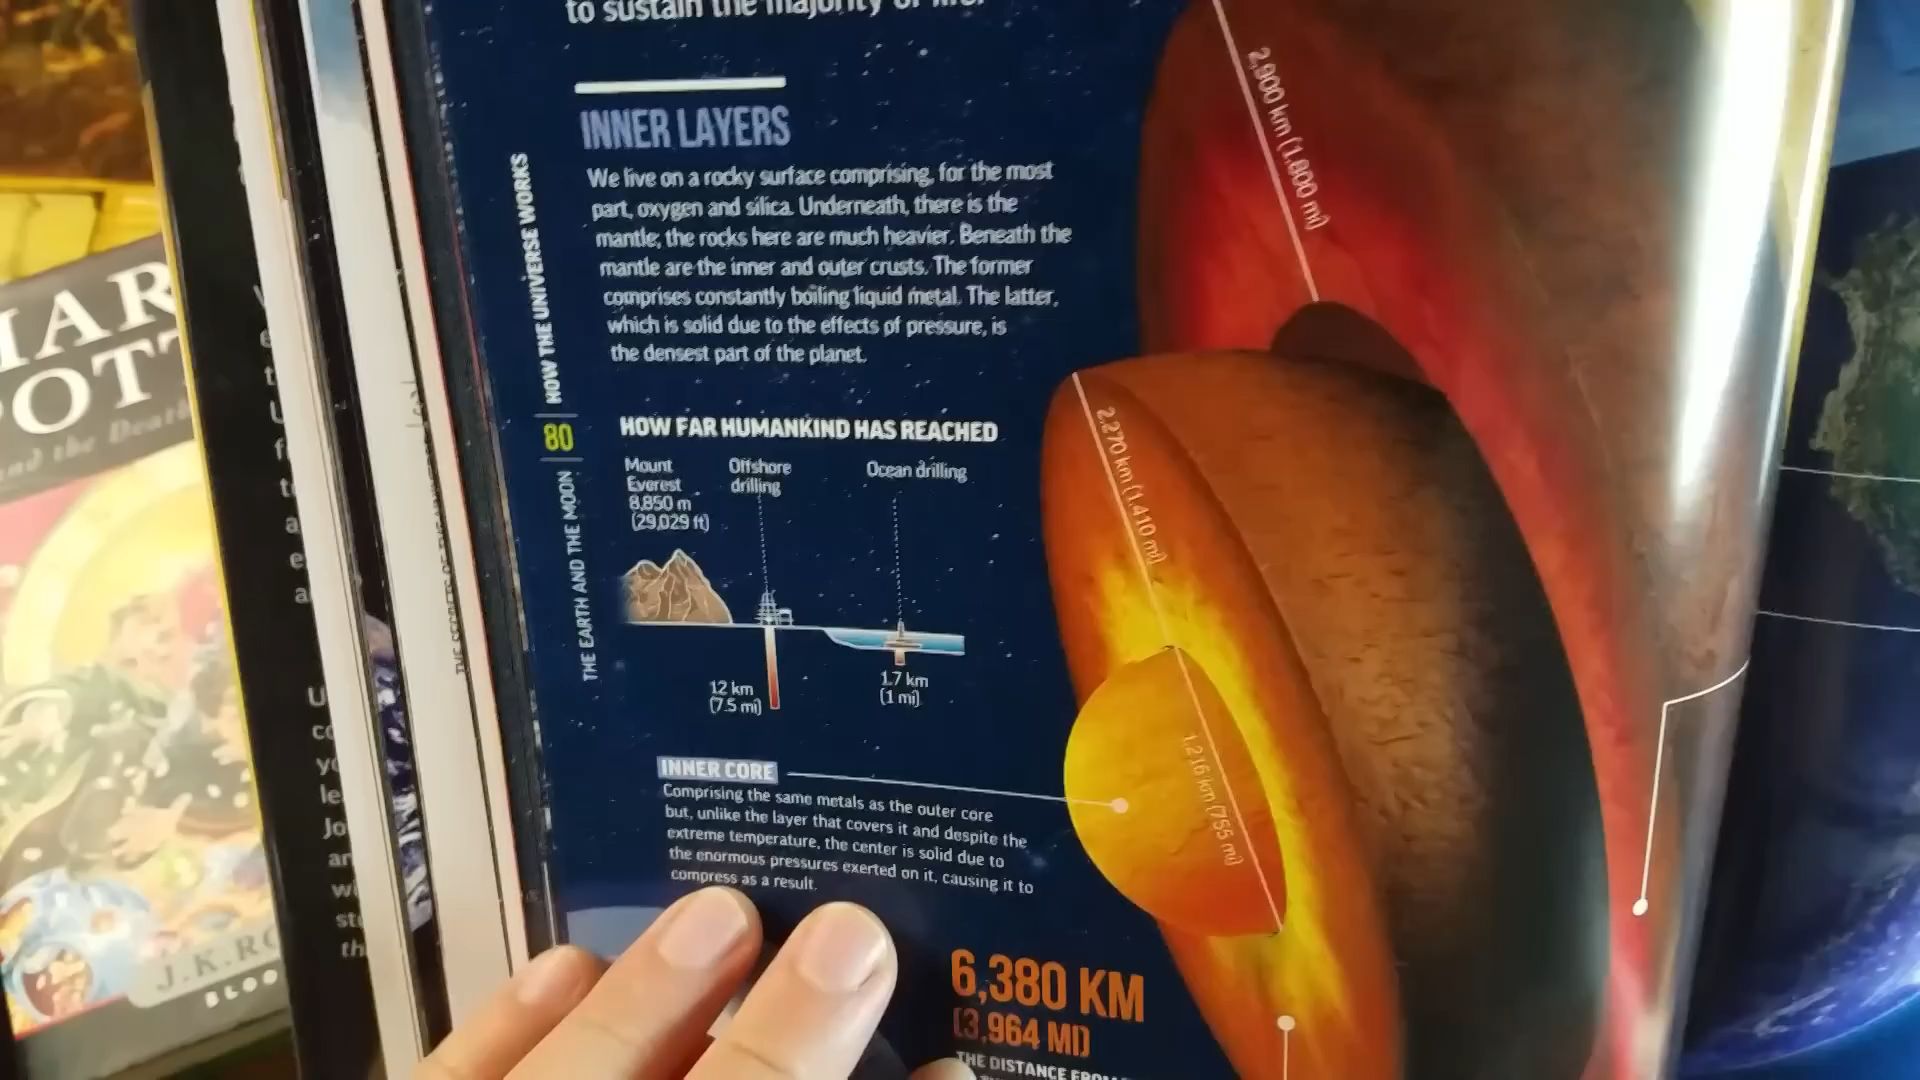 to sustain the majority of life.
INNER LAYERS
We live on a rocky surface comprising, for the most
part, oxygen and silica. Underneath, there is the
mantle; the rocks here are much heavier. Beneath the
mantle are the inner and outer crusts. The former
comprises constantly boiling liquid metal. The latter,
which is solid due to the effects of pressure, is
the densest part of the planet.
HOW THE UNIVERSE WORKS
80
THE EARTH AND THE MOON
HOW FAR HUMANKIND HAS REACHED
Mount
Everest
8,850 m
(29,029 ft)
Offshore
drilling
Ocean drilling
12 km
(7.5 mi)
1.7 km
(1 mi)
INNER CORE
Comprising the same metals as the outer core
but, unlike the layer that covers it and despite the
extreme temperature, the center is solid due to
the enormous pressures exerted on it, causing it to
compress as a result.
6,380 KM
(3,964 MI)
THE DISTANCE FROM
2,900 km (1,800 mi)
2,270 km (1,410 mi)
1,216 km (755 mi)
HAR
POTT
and the Death
J.K.RO
BLOO